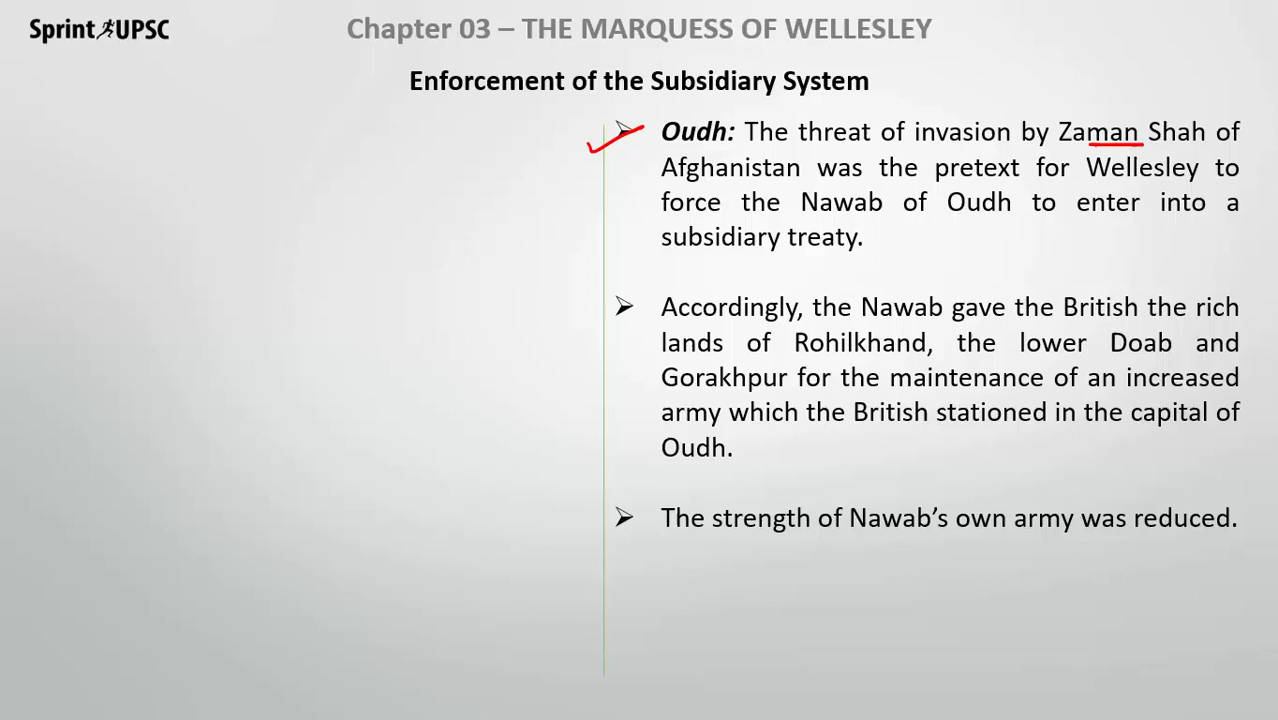 Sprint UPSC
Chapter 03 – THE MARQUESS OF WELLESLEY
Enforcement of the Subsidiary System
➢ Oudh: The threat of invasion by Zaman Shah of
Afghanistan was the pretext for Wellesley to
force the Nawab of Oudh to enter into a
subsidiary treaty.
➢ Accordingly, the Nawab gave the British the rich
lands of Rohilkhand, the lower Doab and
Gorakhpur for the maintenance of an increased
army which the British stationed in the capital of
Oudh.
➢ The strength of Nawab’s own army was reduced.